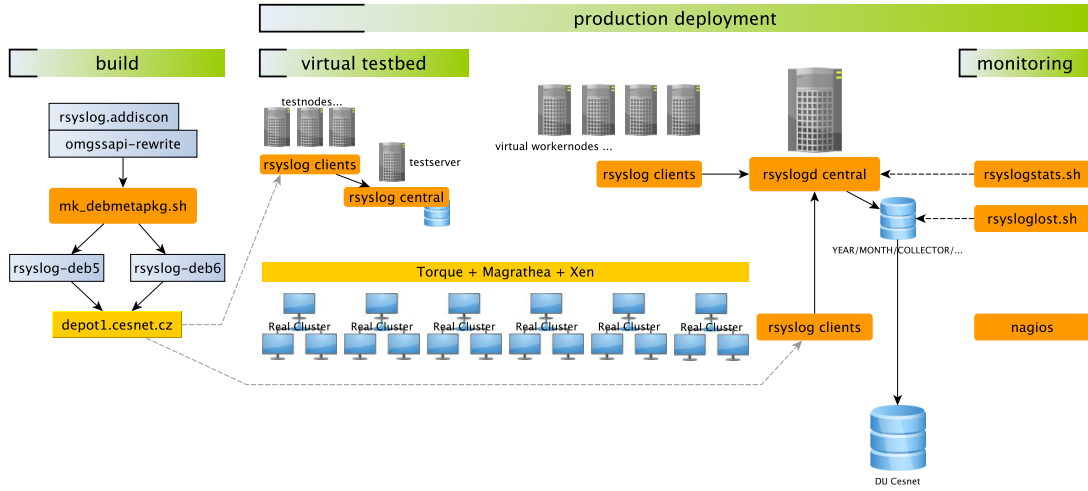 production deployment
build
virtual testbed
monitoring
rsyslog.addiscon
omgssapi-rewrite
mk_debmetapkg.sh
rsyslog-deb5
rsyslog-deb6
depot1.cesnet.cz
testnodes...
rsyslog clients
testserver
rsyslog central
virtual workernodes ...
rsyslog clients
rsyslogd central
rsyslogstats.sh
rsysloglost.sh
YEAR/MONTH/COLLECTOR/...
Torque + Magrathea + Xen
Real Cluster
Real Cluster
Real Cluster
Real Cluster
Real Cluster
Real Cluster
rsyslog clients
nagios
DU Cesnet